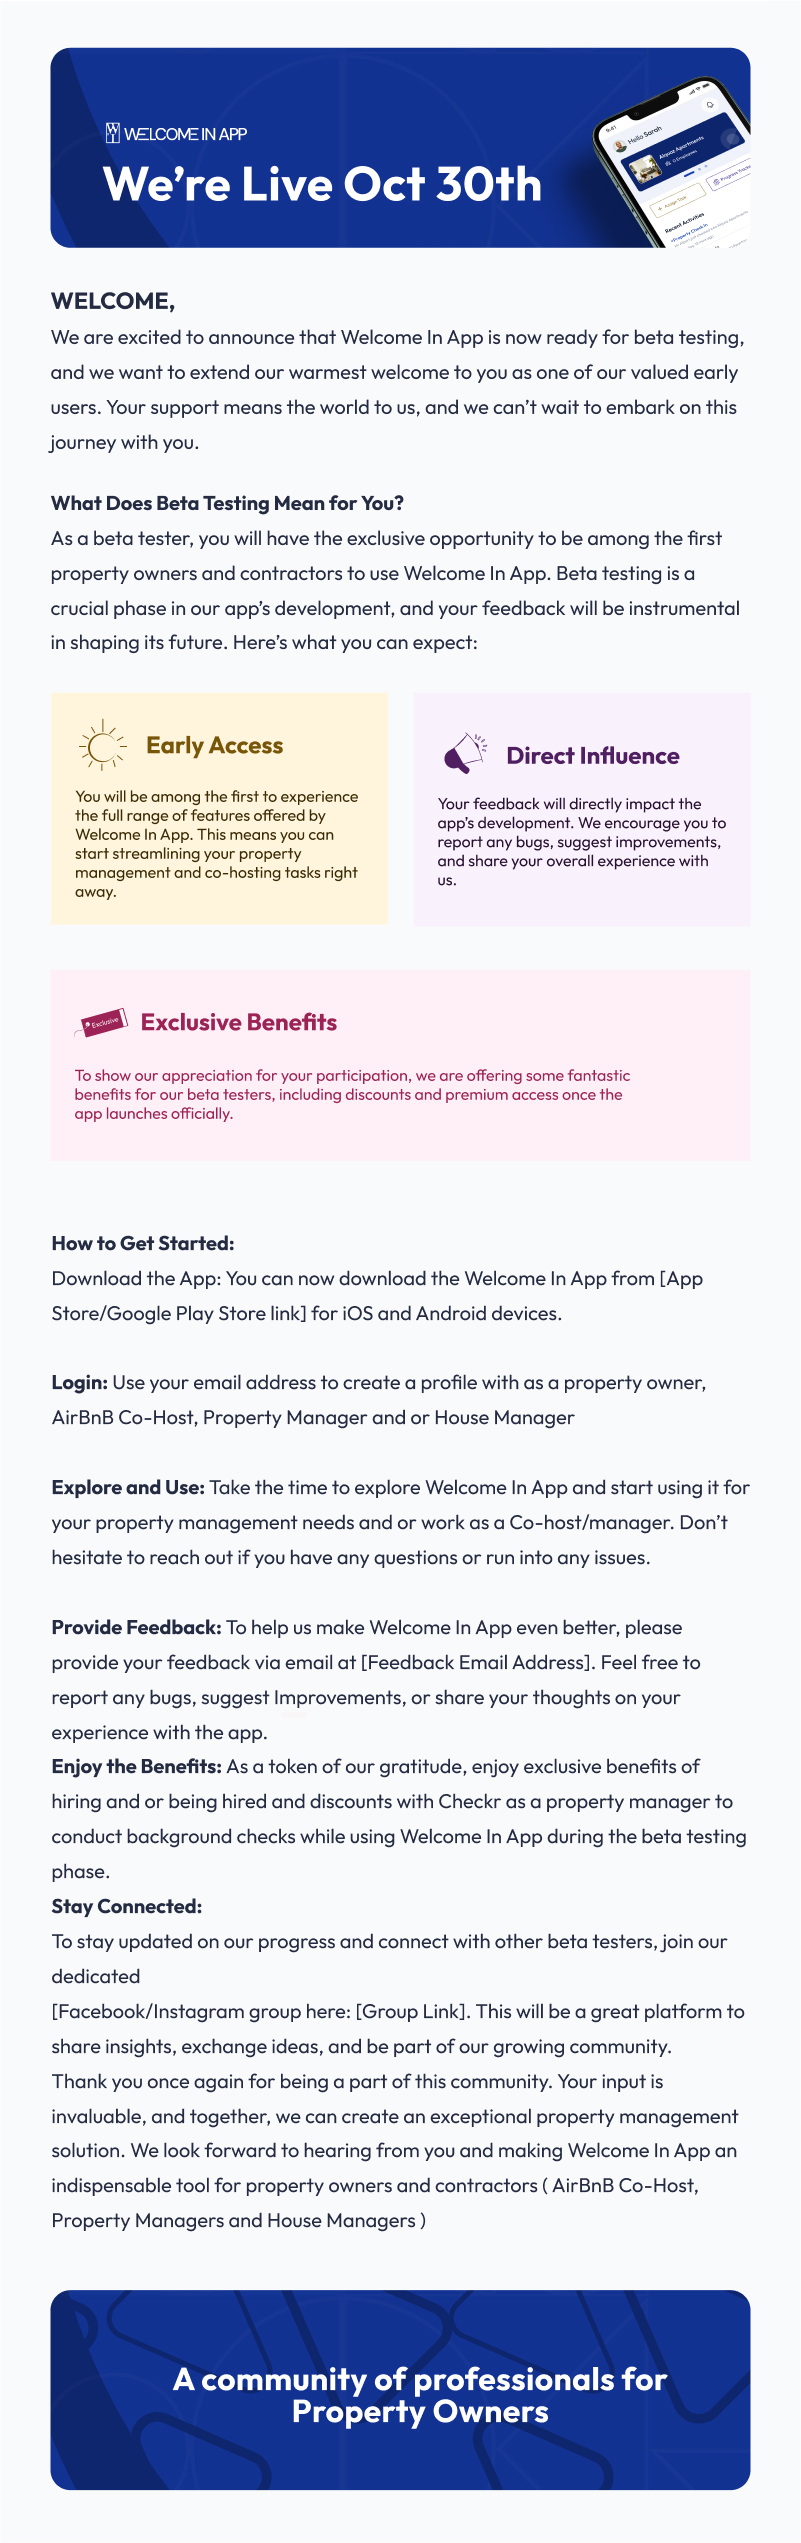 WELCOME IN APP
We're Live Oct 30th
9:41
Hello Sarah
Alquoz Apartments
0 Employees
+ Assign Task
Progress Tracker
Recent Activities
Property Check In
WELCOME,
We are excited to announce that Welcome In App is now ready for beta testing,
and we want to extend our warmest welcome to you as one of our valued early
users. Your support means the world to us, and we can't wait to embark on this
journey with you.
What Does Beta Testing Mean for You?
As a beta tester, you will have the exclusive opportunity to be among the first
property owners and contractors to use Welcome In App. Beta testing is a
crucial phase in our app's development, and your feedback will be instrumental
in shaping its future. Here's what you can expect:
Early Access
You will be among the first to experience
the full range of features offered by
Welcome In App. This means you can
start streamlining your property
management and co-hosting tasks right
away.
Direct Influence
Your feedback will directly impact the
app's development. We encourage you to
report any bugs, suggest improvements,
and share your overall experience with
us.
Exclusive
Exclusive Benefits
To show our appreciation for your participation, we are offering some fantastic
benefits for our beta testers, including discounts and premium access once the
app launches officially.
How to Get Started:
Download the App: You can now download the Welcome In App from [App
Store/Google Play Store link] for iOS and Android devices.
Login: Use your email address to create a profile with as a property owner,
AirBnB Co-Host, Property Manager and or House Manager
Explore and Use: Take the time to explore Welcome In App and start using it for
your property management needs and or work as a Co-host/manager. Don't
hesitate to reach out if you have any questions or run into any issues.
Provide Feedback: To help us make Welcome In App even better, please
provide your feedback via email at [Feedback Email Address]. Feel free to
report any bugs, suggest Improvements, or share your thoughts on your
experience with the app.
Enjoy the Benefits: As a token of our gratitude, enjoy exclusive benefits of
hiring and or being hired and discounts with Checkr as a property manager to
conduct background checks while using Welcome In App during the beta testing
phase.
Stay Connected:
To stay updated on our progress and connect with other beta testers, join our
dedicated
[Facebook/Instagram group here: [Group Link]. This will be a great platform to
share insights, exchange ideas, and be part of our growing community.
Thank you once again for being a part of this community. Your input is
invaluable, and together, we can create an exceptional property management
solution. We look forward to hearing from you and making Welcome In App an
indispensable tool for property owners and contractors ( AirBnB Co-Host,
Property Managers and House Managers )
A community of professionals for
Property Owners